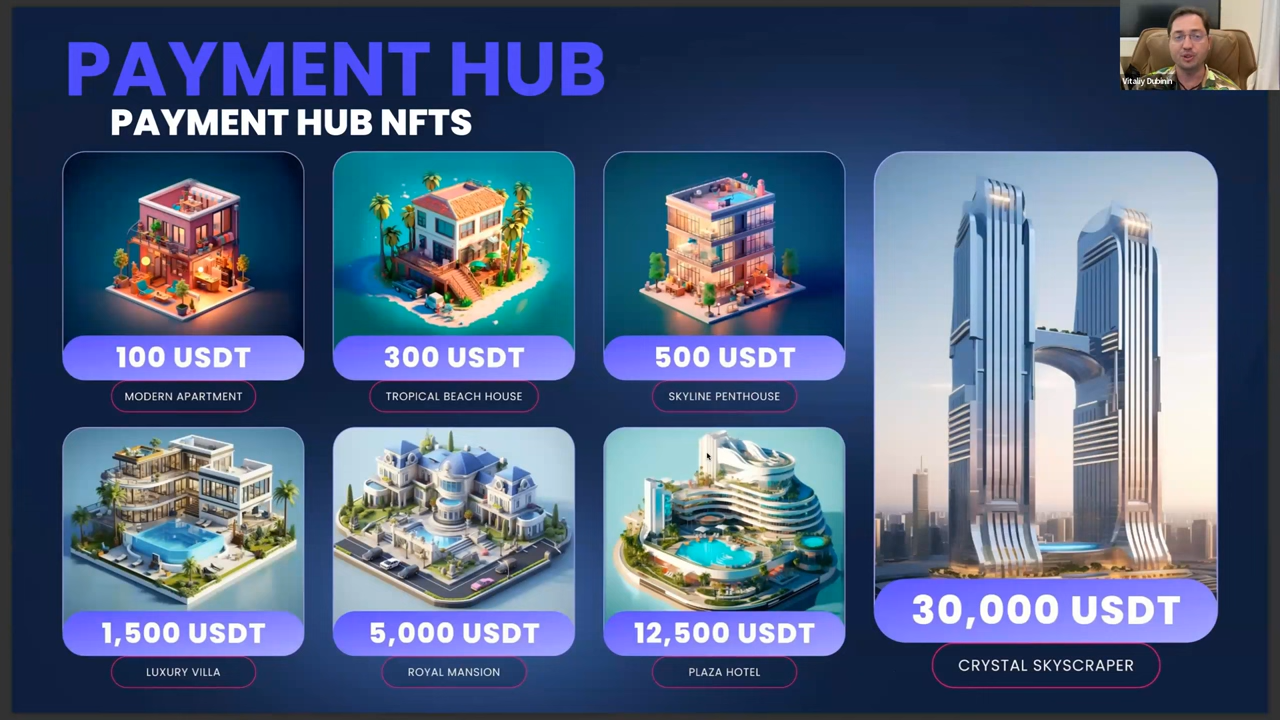 PAYMENT HUB
PAYMENT HUB NFTS
Vitaliy Dubinin
100 USDT
MODERN APARTMENT
300 USDT
TROPICAL BEACH HOUSE
500 USDT
SKYLINE PENTHOUSE
1,500 USDT
LUXURY VILLA
5,000 USDT
ROYAL MANSION
12,500 USDT
PLAZA HOTEL
30,000 USDT
CRYSTAL SKYSCRAPER